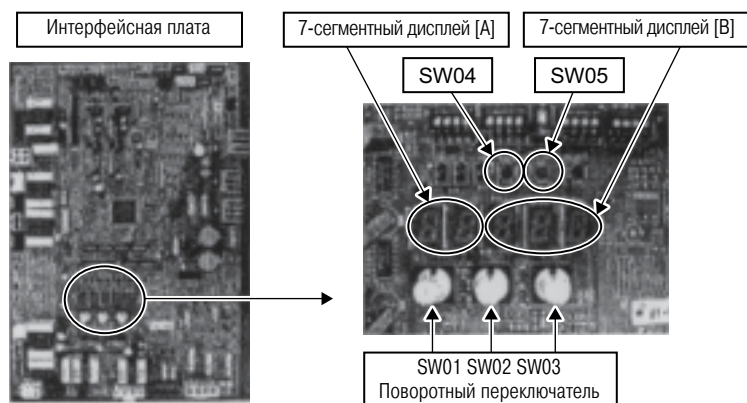 Интерфейсная плата
7-сегментный дисплей [A]
7-сегментный дисплей [B]
SW04
SW05
SW01 SW02 SW03
Поворотный переключатель